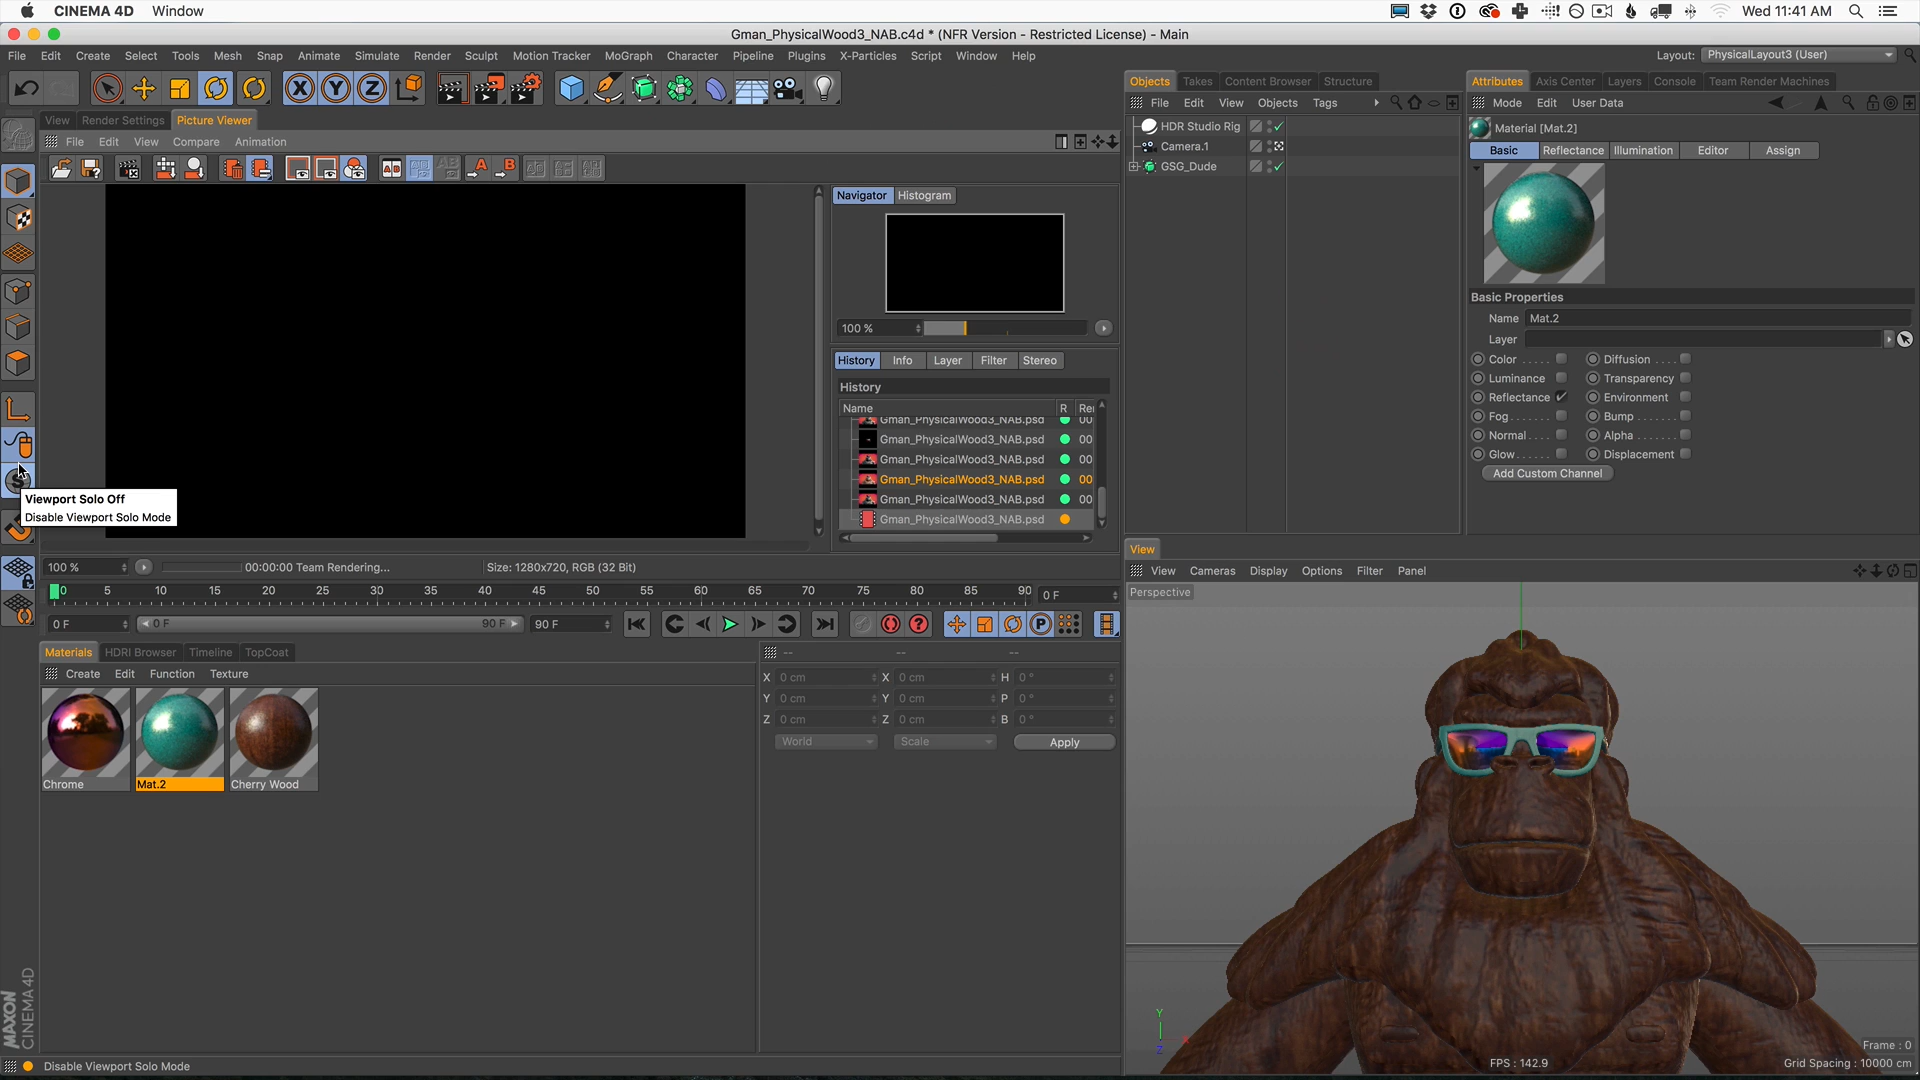 CINEMA 4D Window
Wed 11:41 AM
Gman_PhysicalWood3_NAB.c4d * (NFR Version - Restricted License) - Main
File Edit Create Select Tools Mesh Snap Animate Simulate Render Sculpt Motion Tracker MoGraph Character Pipeline Plugins X-Particles Script Window Help
Layout: PhysicalLayout3 (User)
X Y Z
View Render Settings Picture Viewer
File Edit View Compare Animation
A B A B AB A B
Navigator Histogram
100 %
History Info Layer Filter Stereo
History
Name R Re
Gman_PhysicalWood3_NAB.psd 00
Gman_PhysicalWood3_NAB.psd 00
Gman_PhysicalWood3_NAB.psd 00
Gman_PhysicalWood3_NAB.psd 00
Gman_PhysicalWood3_NAB.psd 00
Gman_PhysicalWood3_NAB.psd
Viewport Solo Off
Disable Viewport Solo Mode
100 % 00:00:00 Team Rendering... Size: 1280x720, RGB (32 Bit)
0 5 10 15 20 25 30 35 40 45 50 55 60 65 70 75 80 85 90 0 F
0 F 0 F 90 F 90 F
P
Materials HDRI Browser Timeline TopCoat
Create Edit Function Texture
Chrome Mat.2 Cherry Wood
-- -- --
X 0 cm X 0 cm H 0 °
Y 0 cm Y 0 cm P 0 °
Z 0 cm Z 0 cm B 0 °
World Scale Apply
MAXON
CINEMA 4D
Disable Viewport Solo Mode
Objects Takes Content Browser Structure
File Edit View Objects Tags
HDR Studio Rig
Camera.1
GSG_Dude
Attributes Axis Center Layers Console Team Render Machines
Mode Edit User Data
Material [Mat.2]
Basic Reflectance Illumination Editor Assign
Basic Properties
Name Mat.2
Layer
Color . . . . . Diffusion . . . .
Luminance Transparency
Reflectance Environment
Fog . . . . . . Bump . . . . . .
Normal . . . . Alpha . . . . . .
Glow . . . . . Displacement
Add Custom Channel
View
View Cameras Display Options Filter Panel
Perspective
Y
X
Z
FPS : 142.9
Frame : 0
Grid Spacing : 10000 cm